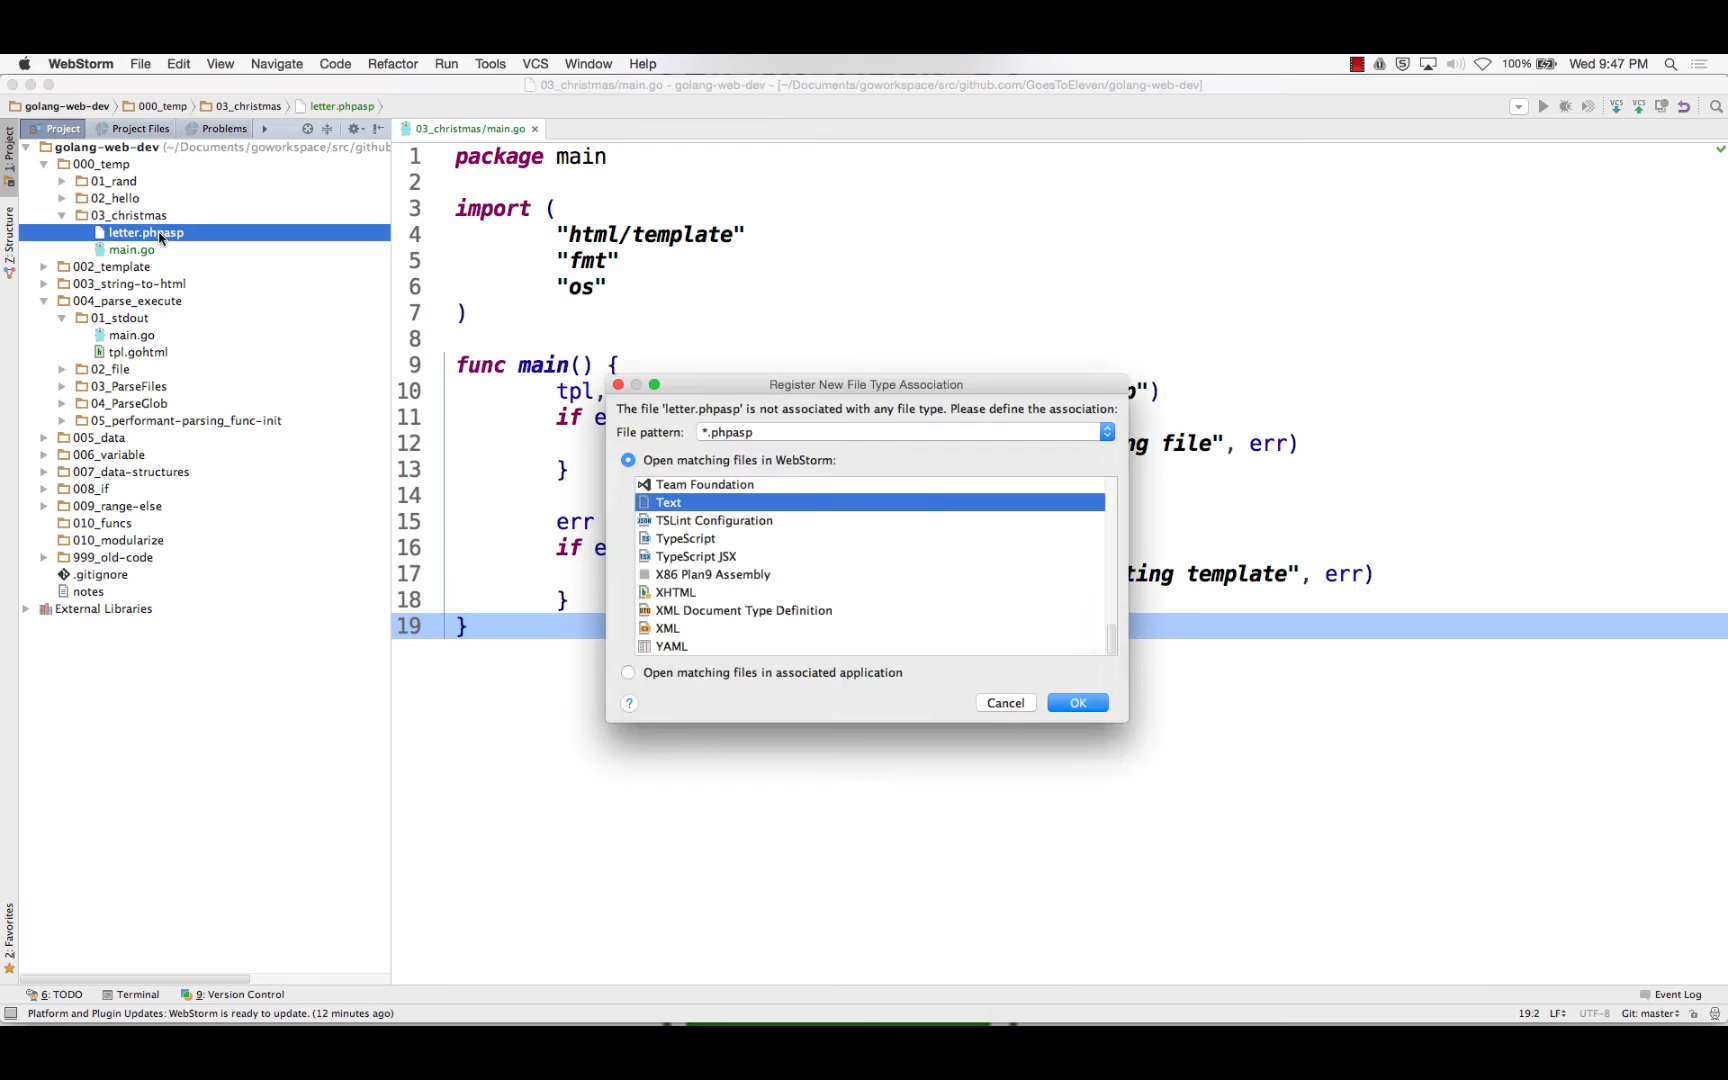 WebStorm File Edit View Navigate Code Refactor Run Tools VCS Window Help 100% Wed 9:47 PM
03_christmas/main.go - golang-web-dev - [~/Documents/goworkspace/src/github.com/GoesToEleven/golang-web-dev]
golang-web-dev 000_temp 03_christmas letter.phpasp
VCS VCS
Project Project Files Problems 03_christmas/main.go
1: Project
Z: Structure
2: Favorites
golang-web-dev (~/Documents/goworkspace/src/github
000_temp
01_rand
02_hello
03_christmas
letter.phpasp
main.go
002_template
003_string-to-html
004_parse_execute
01_stdout
main.go
tpl.gohtml
02_file
03_ParseFiles
04_ParseGlob
05_performant-parsing_func-init
005_data
006_variable
007_data-structures
008_if
009_range-else
010_funcs
010_modularize
999_old-code
.gitignore
notes
External Libraries
1 package main
2
3 import (
4 "html/template"
5 "fmt"
6 "os"
7 )
8
9 func main() {
10 tpl, p")
11 if e
12 ng file", err)
13 }
14
15 err
16 if e
17 ting template", err)
18 }
19 }
Register New File Type Association
The file 'letter.phpasp' is not associated with any file type. Please define the association:
File pattern: *.phpasp
Open matching files in WebStorm:
Team Foundation
Text
TSLint Configuration
TypeScript
TypeScript JSX
X86 Plan9 Assembly
XHTML
XML Document Type Definition
XML
YAML
Open matching files in associated application
? Cancel OK
6: TODO Terminal 9: Version Control Event Log
Platform and Plugin Updates: WebStorm is ready to update. (12 minutes ago) 19:2 LF UTF-8 Git: master